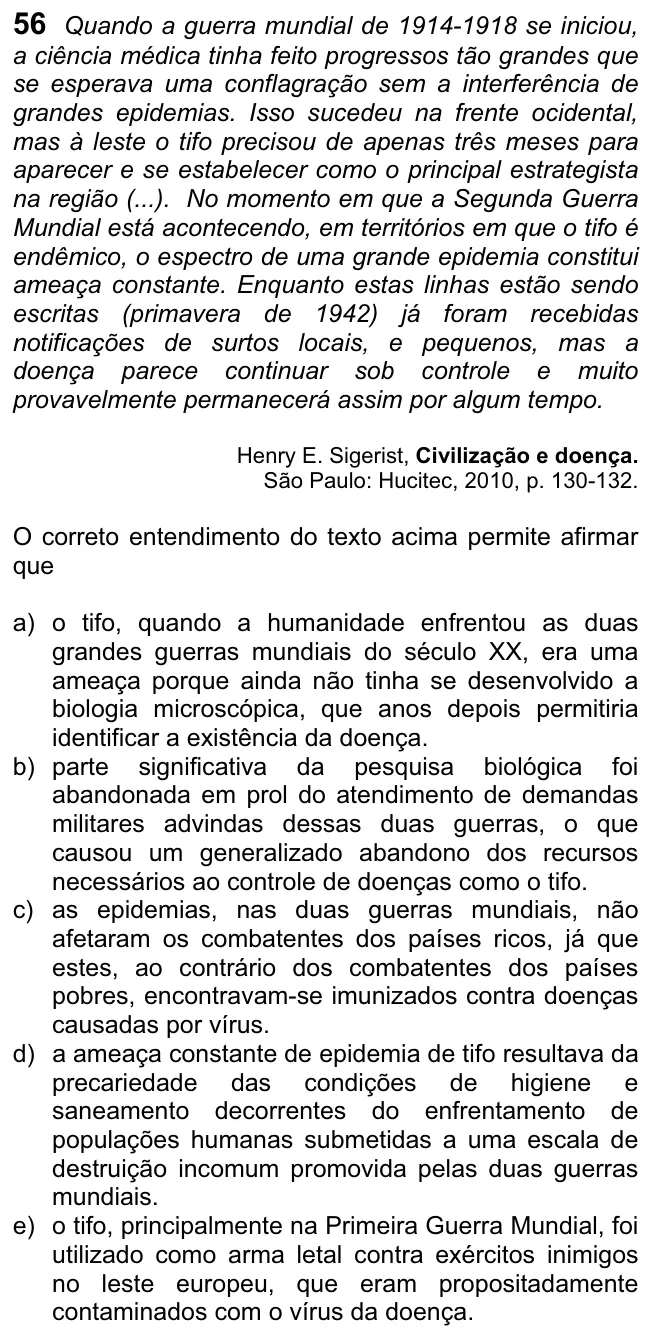 56 Quando a guerra mundial de 1914-1918 se iniciou,
a ciência médica tinha feito progressos tão grandes que
se esperava uma conflagração sem a interferência de
grandes epidemias. Isso sucedeu na frente ocidental,
mas à leste o tifo precisou de apenas três meses para
aparecer e se estabelecer como o principal estrategista
na região (...). No momento em que a Segunda Guerra
Mundial está acontecendo, em territórios em que o tifo é
endêmico, o espectro de uma grande epidemia constitui
ameaça constante. Enquanto estas linhas estão sendo
escritas (primavera de 1942) já foram recebidas
notificações de surtos locais, e pequenos, mas a
doença parece continuar sob controle e muito
provavelmente permanecerá assim por algum tempo.
Henry E. Sigerist, Civilização e doença.
São Paulo: Hucitec, 2010, p. 130-132.
O correto entendimento do texto acima permite afirmar
que
a) o tifo, quando a humanidade enfrentou as duas
grandes guerras mundiais do século XX, era uma
ameaça porque ainda não tinha se desenvolvido a
biologia microscópica, que anos depois permitiria
identificar a existência da doença.
b) parte significativa da pesquisa biológica foi
abandonada em prol do atendimento de demandas
militares advindas dessas duas guerras, o que
causou um generalizado abandono dos recursos
necessários ao controle de doenças como o tifo.
c) as epidemias, nas duas guerras mundiais, não
afetaram os combatentes dos países ricos, já que
estes, ao contrário dos combatentes dos países
pobres, encontravam-se imunizados contra doenças
causadas por vírus.
d) a ameaça constante de epidemia de tifo resultava da
precariedade das condições de higiene e
saneamento decorrentes do enfrentamento de
populações humanas submetidas a uma escala de
destruição incomum promovida pelas duas guerras
mundiais.
e) o tifo, principalmente na Primeira Guerra Mundial, foi
utilizado como arma letal contra exércitos inimigos
no leste europeu, que eram propositadamente
contaminados com o vírus da doença.